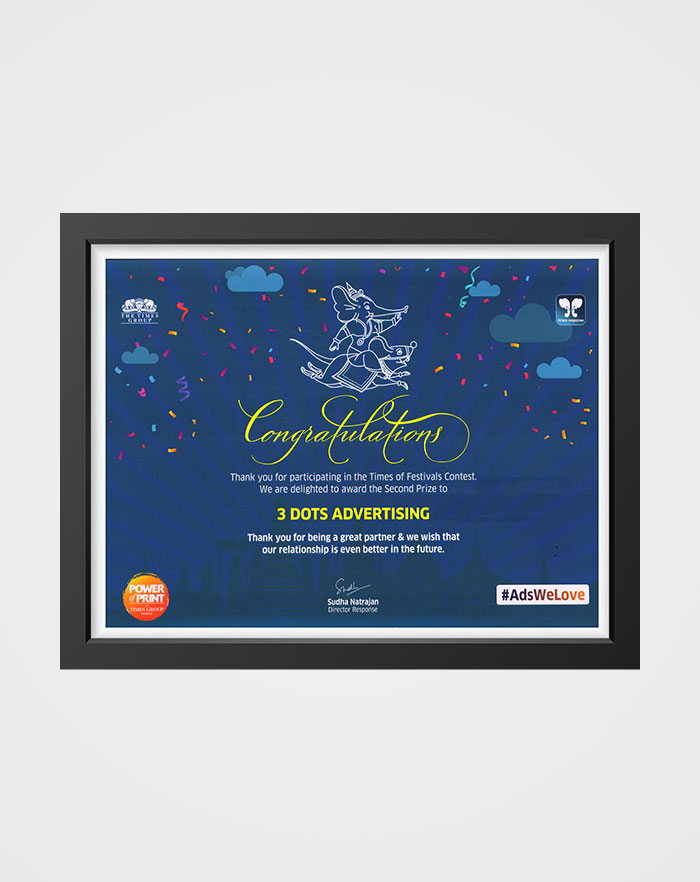 THE TIMES
GROUP
times response
Congratulations
Thank you for participating in the Times of Festivals Contest.
We are delighted to award the Second Prize to
3 DOTS ADVERTISING
Thank you for being a great partner & we wish that
our relationship is even better in the future.
POWER
of PRINT
TIMES GROUP
Sudha Natrajan
Director Response
#AdsWeLove